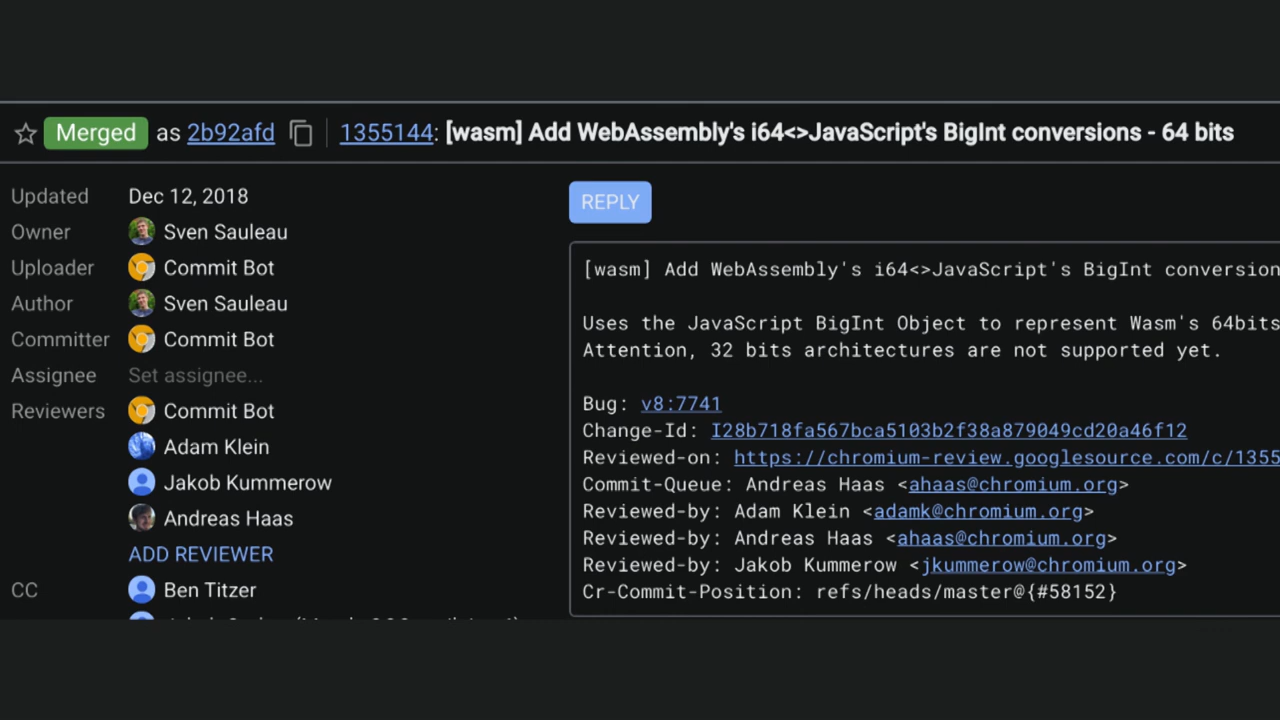 Merged as 2b92afd 1355144: [wasm] Add WebAssembly's i64<>JavaScript's BigInt conversions - 64 bits
Updated Dec 12, 2018
Owner Sven Sauleau
Uploader Commit Bot
Author Sven Sauleau
Committer Commit Bot
Assignee Set assignee...
Reviewers Commit Bot
Adam Klein
Jakob Kummerow
Andreas Haas
ADD REVIEWER
CC Ben Titzer
REPLY
[wasm] Add WebAssembly's i64<>JavaScript's BigInt conversion
Uses the JavaScript BigInt Object to represent Wasm's 64bits
Attention, 32 bits architectures are not supported yet.
Bug: v8:7741
Change-Id: I28b718fa567bca5103b2f38a879049cd20a46f12
Reviewed-on: https://chromium-review.googlesource.com/c/1355
Commit-Queue: Andreas Haas <ahaas@chromium.org>
Reviewed-by: Adam Klein <adamk@chromium.org>
Reviewed-by: Andreas Haas <ahaas@chromium.org>
Reviewed-by: Jakob Kummerow <jkummerow@chromium.org>
Cr-Commit-Position: refs/heads/master@{#58152}